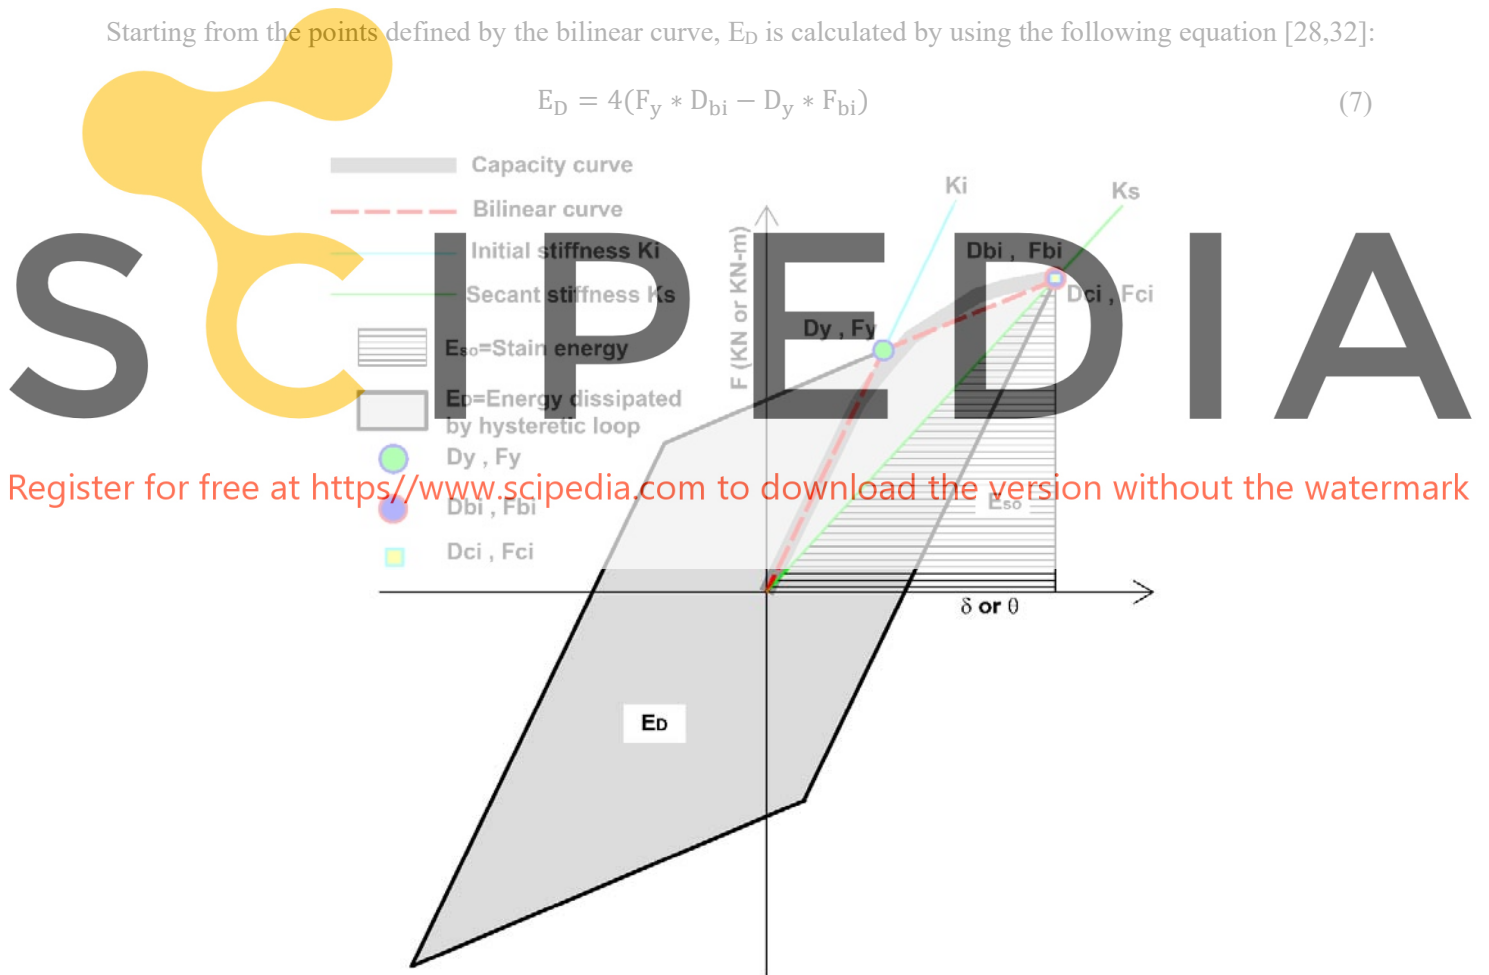 Starting from the points defined by the bilinear curve, E_D is calculated by using the following equation [28,32]:
E_D = 4(F_y * D_bi − D_y * F_bi) (7)
Capacity curve
Bilinear curve
Initial stiffness Ki
Secant stiffness Ks
Eso=Stain energy
ED=Energy dissipated
by hysteretic loop
Dy , Fy
Dbi , Fbi
Dci , Fci
F (KN or KN-m)
Ki
Ks
Dbi , Fbi
Dci , Fci
Dy , Fy
SCIPEDIA
Register for free at https//www.scipedia.com to download the version without the watermark
Eso
δ or θ
ED